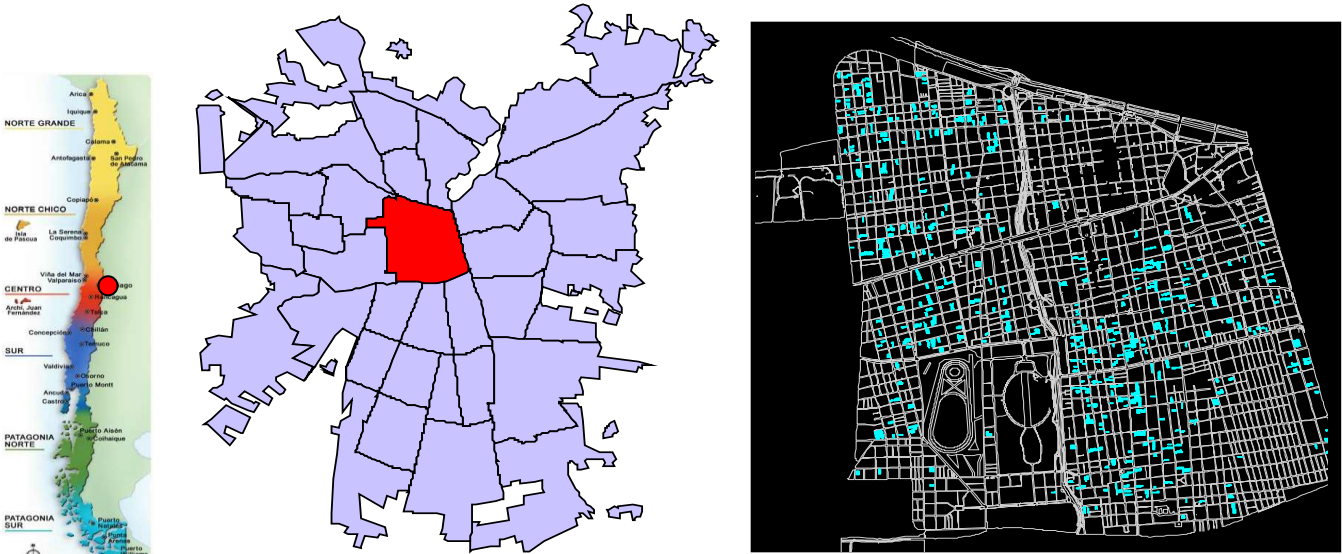 Arica
Iquique
NORTE GRANDE
Calama
Antofagasta
San Pedro
de Atacama
Copiapó
NORTE CHICO
Isla
de Pascua
La Serena
Coquimbo
Viña del Mar
Valparaíso
CENTRO
ago
Rancagua
Archi. Juan
Fernández
Talca
Chillán
Concepción
Temuco
SUR
Valdivia
Osorno
Puerto Montt
Ancud
Castro
Puerto Aisén
Coihaique
PATAGONIA
NORTE
PATAGONIA
SUR
Puerto
Natales
Punta
Arenas
Puerto